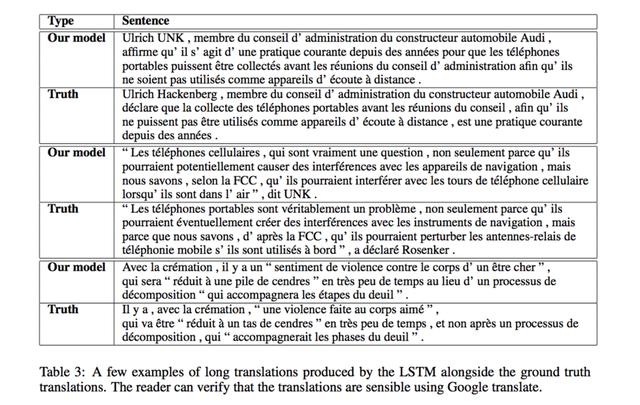 Type Sentence
Our model Ulrich UNK , membre du conseil d’ administration du constructeur automobile Audi ,
affirme qu’ il s’ agit d’ une pratique courante depuis des années pour que les téléphones
portables puissent être collectés avant les réunions du conseil d’ administration afin qu’ ils
ne soient pas utilisés comme appareils d’ écoute à distance .
Truth Ulrich Hackenberg , membre du conseil d’ administration du constructeur automobile Audi ,
déclare que la collecte des téléphones portables avant les réunions du conseil , afin qu’ ils
ne puissent pas être utilisés comme appareils d’ écoute à distance , est une pratique courante
depuis des années .
Our model “ Les téléphones cellulaires , qui sont vraiment une question , non seulement parce qu’ ils
pourraient potentiellement causer des interférences avec les appareils de navigation , mais
nous savons , selon la FCC , qu’ ils pourraient interférer avec les tours de téléphone cellulaire
lorsqu’ ils sont dans l’ air ” , dit UNK .
Truth “ Les téléphones portables sont véritablement un problème , non seulement parce qu’ ils
pourraient éventuellement créer des interférences avec les instruments de navigation , mais
parce que nous savons , d’ après la FCC , qu’ ils pourraient perturber les antennes-relais de
téléphonie mobile s’ ils sont utilisés à bord ” , a déclaré Rosenker .
Our model Avec la crémation , il y a un “ sentiment de violence contre le corps d’ un être cher ” ,
qui sera “ réduit à une pile de cendres ” en très peu de temps au lieu d’ un processus de
décomposition “ qui accompagnera les étapes du deuil ” .
Truth Il y a , avec la crémation , “ une violence faite au corps aimé ” ,
qui va être “ réduit à un tas de cendres ” en très peu de temps , et non après un processus de
décomposition , qui “ accompagnerait les phases du deuil ” .
Table 3: A few examples of long translations produced by the LSTM alongside the ground truth
translations. The reader can verify that the translations are sensible using Google translate.